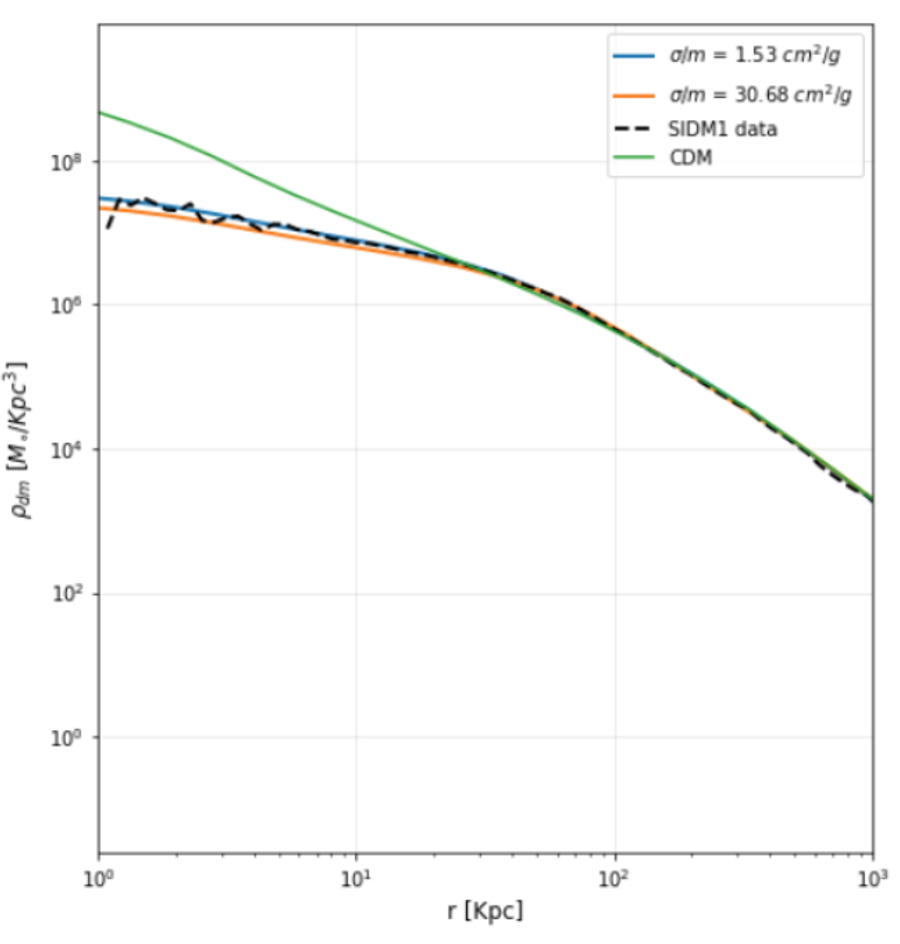 σ/m = 1.53 cm²/g
σ/m = 30.68 cm²/g
SIDM1 data
CDM
10⁸
10⁶
10⁴
10²
10⁰
ρ_dm [M_∘/Kpc³]
10⁰ 10¹ 10² 10³
r [Kpc]